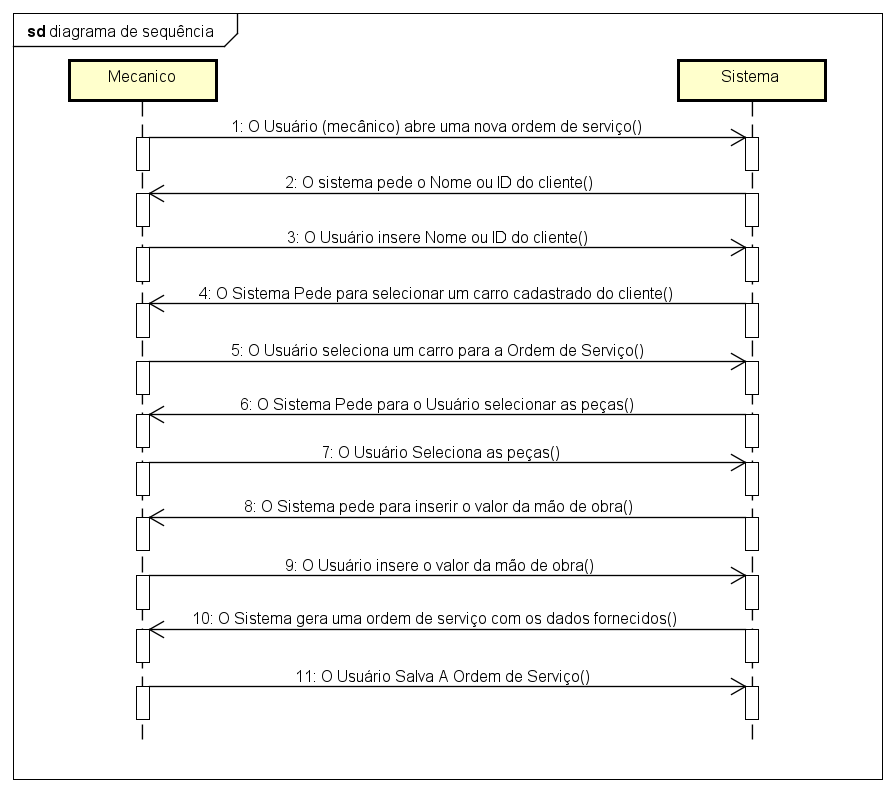 sd diagrama de sequência
Mecanico
Sistema
1: O Usuário (mecânico) abre uma nova ordem de serviço()
2: O sistema pede o Nome ou ID do cliente()
3: O Usuário insere Nome ou ID do cliente()
4: O Sistema Pede para selecionar um carro cadastrado do cliente()
5: O Usuário seleciona um carro para a Ordem de Serviço()
6: O Sistema Pede para o Usuário selecionar as peças()
7: O Usuário Seleciona as peças()
8: O Sistema pede para inserir o valor da mão de obra()
9: O Usuário insere o valor da mão de obra()
10: O Sistema gera uma ordem de serviço com os dados fornecidos()
11: O Usuário Salva A Ordem de Serviço()